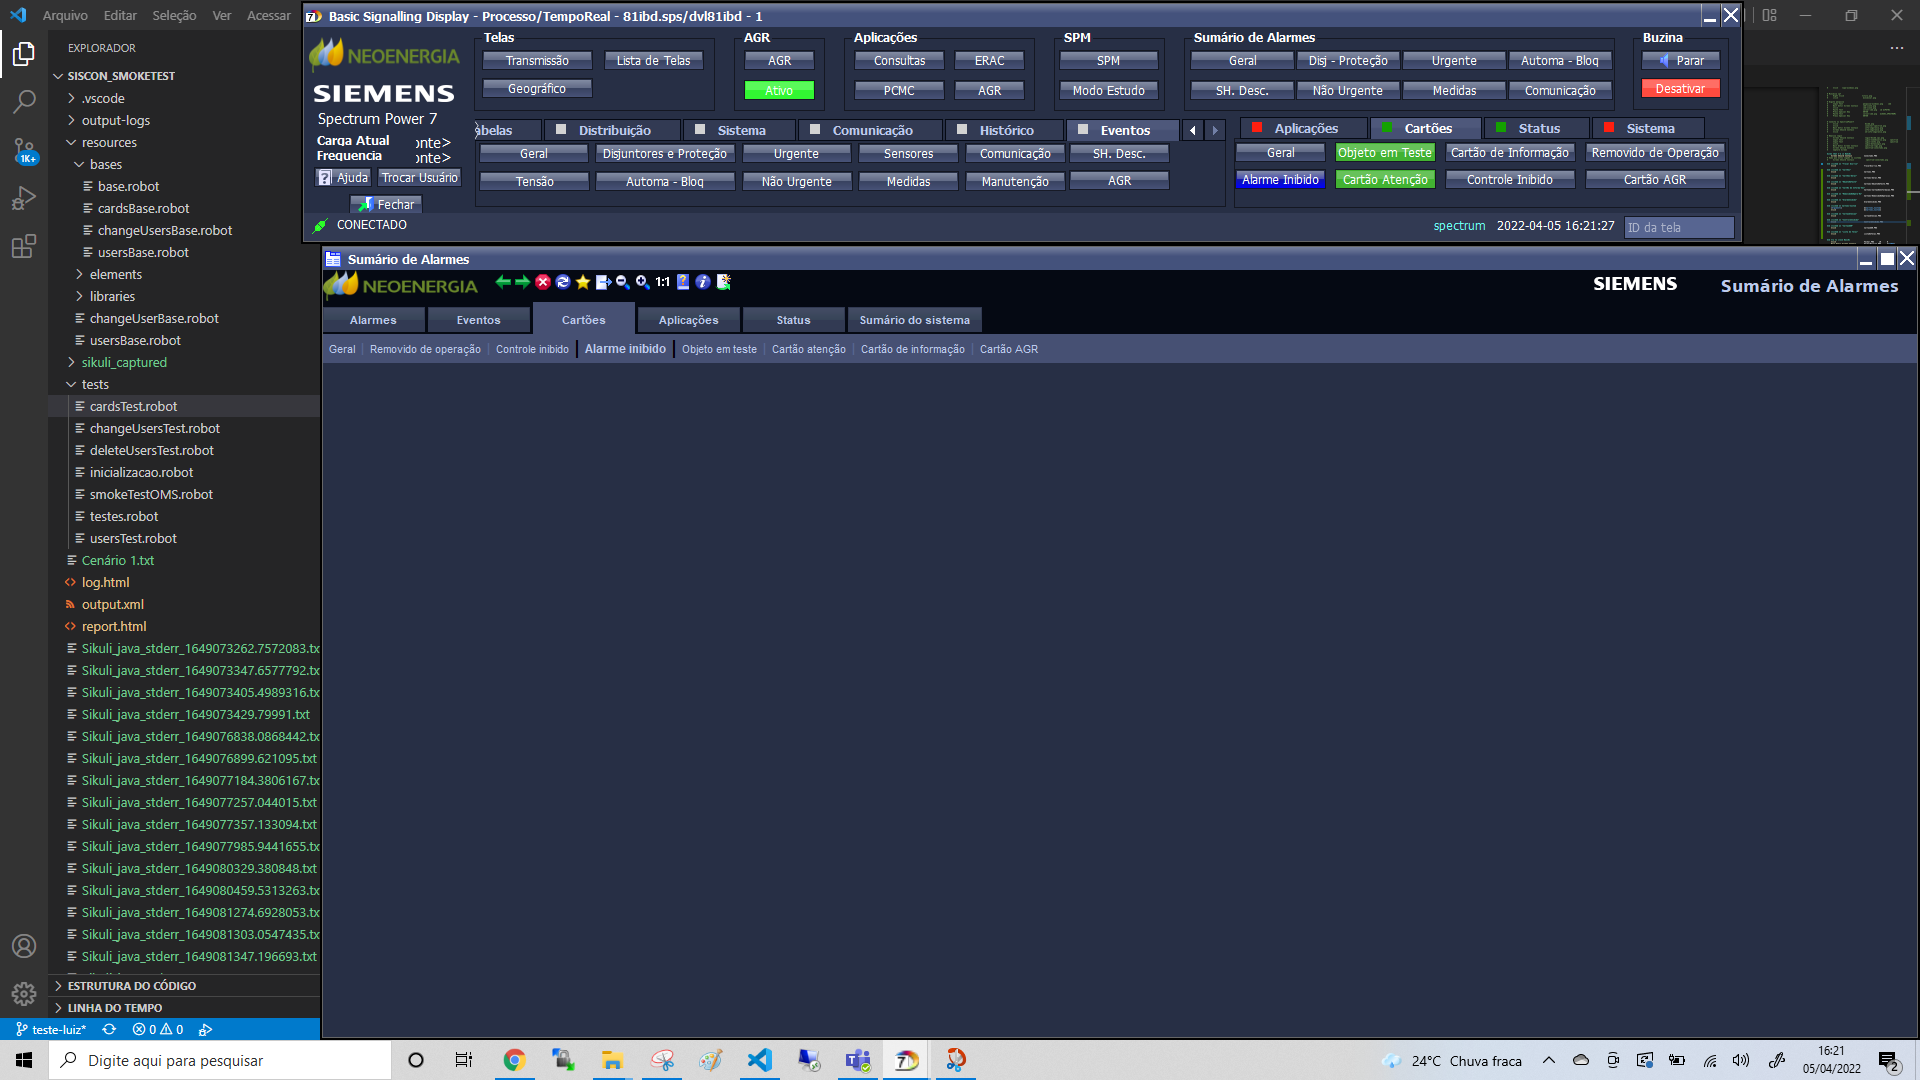 Arquivo Editar Seleção Ver Acessar
EXPLORADOR
SISCON_SMOKETEST
.vscode
output-logs
resources
bases
base.robot
cardsBase.robot
changeUsersBase.robot
usersBase.robot
elements
libraries
changeUserBase.robot
usersBase.robot
sikuli_captured
tests
cardsTest.robot
changeUsersTest.robot
deleteUsersTest.robot
inicializacao.robot
smokeTestOMS.robot
testes.robot
usersTest.robot
Cenário 1.txt
log.html
output.xml
report.html
Sikuli_java_stderr_1649073262.7572083.tx
Sikuli_java_stderr_1649073347.6577792.tx
Sikuli_java_stderr_1649073405.4989316.tx
Sikuli_java_stderr_1649073429.79991.txt
Sikuli_java_stderr_1649076838.0868442.tx
Sikuli_java_stderr_1649076899.621095.txt
Sikuli_java_stderr_1649077184.3806167.tx
Sikuli_java_stderr_1649077257.044015.txt
Sikuli_java_stderr_1649077357.133094.txt
Sikuli_java_stderr_1649077985.9441655.tx
Sikuli_java_stderr_1649080329.380848.txt
Sikuli_java_stderr_1649080459.5313263.tx
Sikuli_java_stderr_1649081274.6928053.tx
Sikuli_java_stderr_1649081303.0547435.tx
Sikuli_java_stderr_1649081347.196693.txt
ESTRUTURA DO CÓDIGO
LINHA DO TEMPO
1K+
teste-luiz* 0 0
Basic Signalling Display - Processo/TempoReal - 81ibd.sps/dvl81ibd - 1
NEOENERGIA
SIEMENS
Spectrum Power 7
Carga Atual onte>
Frequencia onte>
Ajuda Trocar Usuário
Fechar
CONECTADO
Telas
Transmissão Lista de Telas
Geográfico
AGR
AGR
Ativo
Aplicações
Consultas ERAC
PCMC AGR
SPM
SPM
Modo Estudo
Sumário de Alarmes
Geral Disj - Proteção Urgente Automa - Bloq
SH. Desc. Não Urgente Medidas Comunicação
Buzina
Parar
Desativar
abelas Distribuição Sistema Comunicação Histórico Eventos
Geral Disjuntores e Proteção Urgente Sensores Comunicação SH. Desc.
Tensão Automa - Bloq Não Urgente Medidas Manutenção AGR
Aplicações Cartões Status Sistema
Geral Objeto em Teste Cartão de Informação Removido de Operação
Alarme Inibido Cartão Atenção Controle Inibido Cartão AGR
spectrum 2022-04-05 16:21:27 ID da tela
Sumário de Alarmes
NEOENERGIA 1:1 SIEMENS Sumário de Alarmes
Alarmes Eventos Cartões Aplicações Status Sumário do sistema
Geral Removido de operação Controle inibido Alarme inibido Objeto em teste Cartão atenção Cartão de informação Cartão AGR
Digite aqui para pesquisar
24°C Chuva fraca
16:21
05/04/2022
2